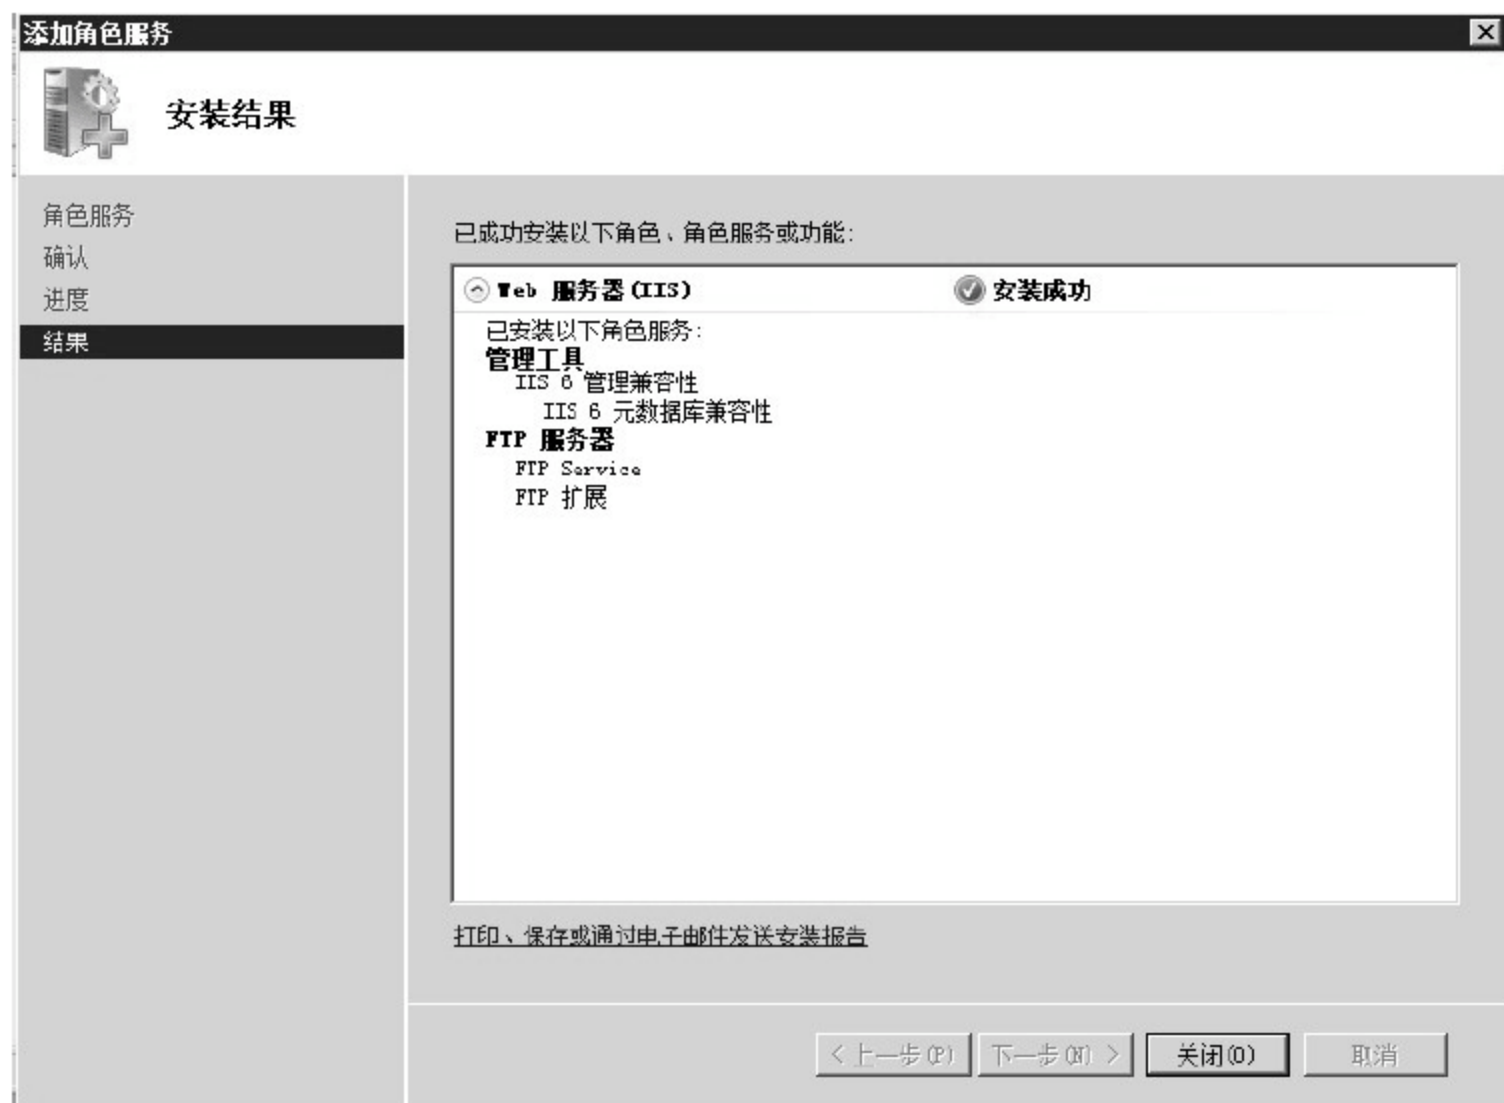 添加角色服务
安装结果
角色服务
确认
进度
结果
已成功安装以下角色、角色服务或功能:
Web 服务器(IIS) 安装成功
已安装以下角色服务:
管理工具
IIS 6 管理兼容性
IIS 6 元数据库兼容性
FTP 服务器
FTP Service
FTP 扩展
打印、保存或通过电子邮件发送安装报告
< 上一步(P) 下一步(N) > 关闭(O) 取消